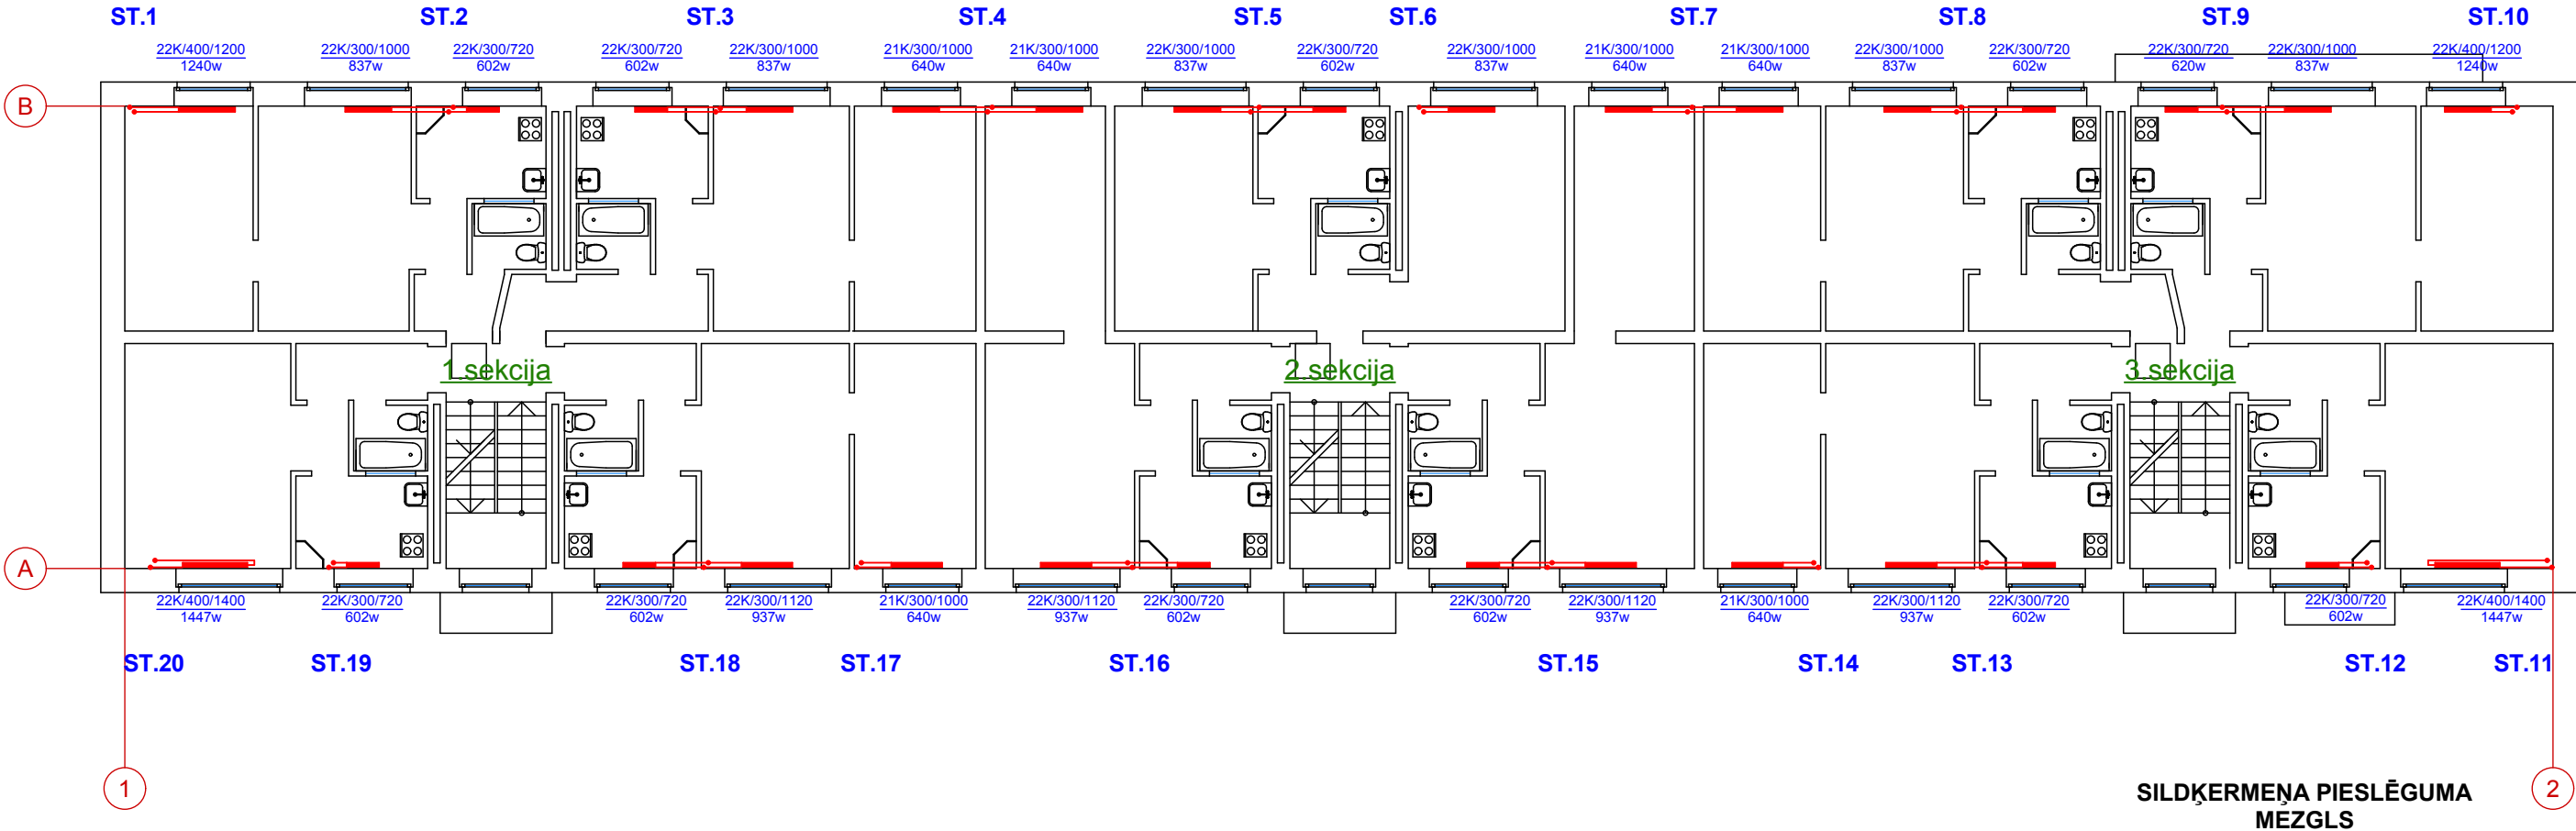 ST.1 ST.2 ST.3 ST.4 ST.5 ST.6 ST.7 ST.8 ST.9 ST.10
22K/400/1200 22K/300/1000 22K/300/720 22K/300/720 22K/300/1000 21K/300/1000 21K/300/1000 22K/300/1000 22K/300/720 22K/300/1000 21K/300/1000 21K/300/1000 22K/300/1000 22K/300/720 22K/300/720 22K/300/1000 22K/400/1200
1240w 837w 602w 602w 837w 640w 640w 837w 602w 837w 640w 640w 837w 602w 620w 837w 1240w
B
1.sekcija 2.sekcija 3.sekcija
A
22K/400/1400 22K/300/720 22K/300/720 22K/300/1120 21K/300/1000 22K/300/1120 22K/300/720 22K/300/720 22K/300/1120 21K/300/1000 22K/300/1120 22K/300/720 22K/300/720 22K/400/1400
1447w 602w 602w 937w 640w 937w 602w 602w 937w 640w 937w 602w 602w 1447w
ST.20 ST.19 ST.18 ST.17 ST.16 ST.15 ST.14 ST.13 ST.12 ST.11
1 2
SILDĶERMEŅA PIESLĒGUMA
MEZGLS